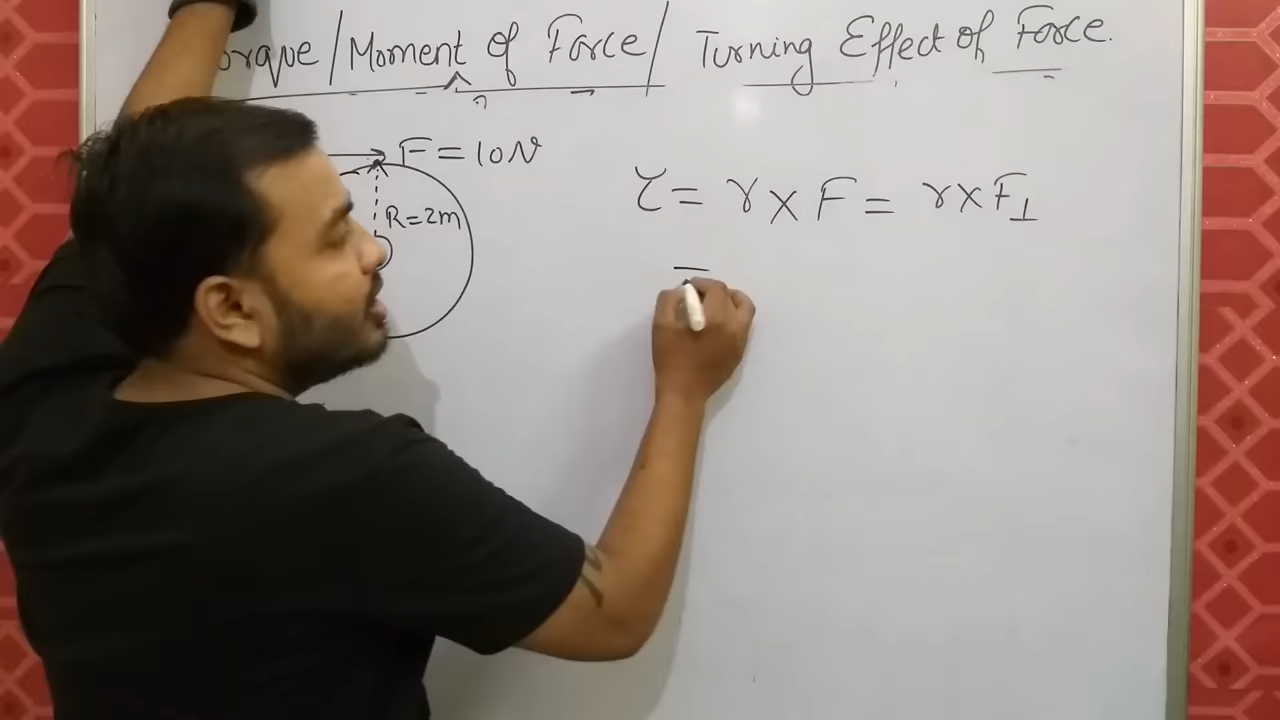 orque / Moment of Force / Turning Effect of Force.
F = 10N
R = 2m
τ = r × F = r × F⊥
=